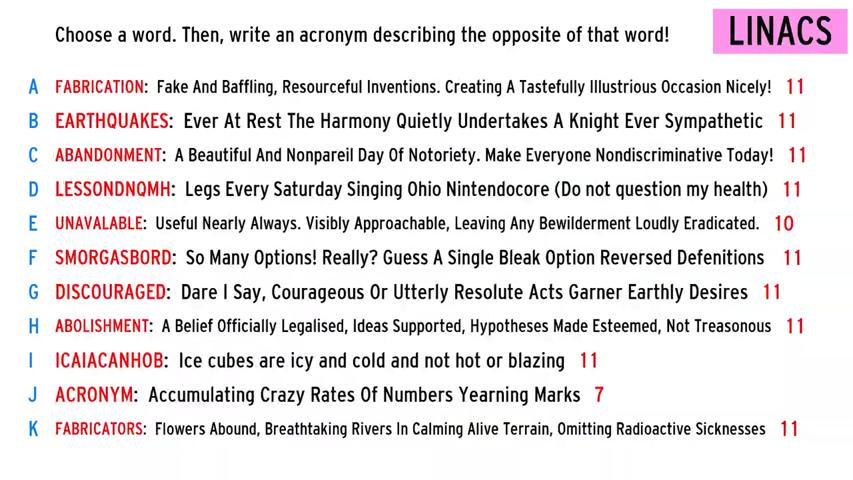 Choose a word. Then, write an acronym describing the opposite of that word!
LINACS
A FABRICATION: Fake And Baffling, Resourceful Inventions. Creating A Tastefully Illustrious Occasion Nicely! 11
B EARTHQUAKES: Ever At Rest The Harmony Quietly Undertakes A Knight Ever Sympathetic 11
C ABANDONMENT: A Beautiful And Nonpareil Day Of Notoriety. Make Everyone Nondiscriminative Today! 11
D LESSONDNQMH: Legs Every Saturday Singing Ohio Nintendocore (Do not question my health) 11
E UNAVALABLE: Useful Nearly Always. Visibly Approachable, Leaving Any Bewilderment Loudly Eradicated. 10
F SMORGASBORD: So Many Options! Really? Guess A Single Bleak Option Reversed Defenitions 11
G DISCOURAGED: Dare I Say, Courageous Or Utterly Resolute Acts Garner Earthly Desires 11
H ABOLISHMENT: A Belief Officially Legalised, Ideas Supported, Hypotheses Made Esteemed, Not Treasonous 11
I ICAIACANHOB: Ice cubes are icy and cold and not hot or blazing 11
J ACRONYM: Accumulating Crazy Rates Of Numbers Yearning Marks 7
K FABRICATORS: Flowers Abound, Breathtaking Rivers In Calming Alive Terrain, Omitting Radioactive Sicknesses 11